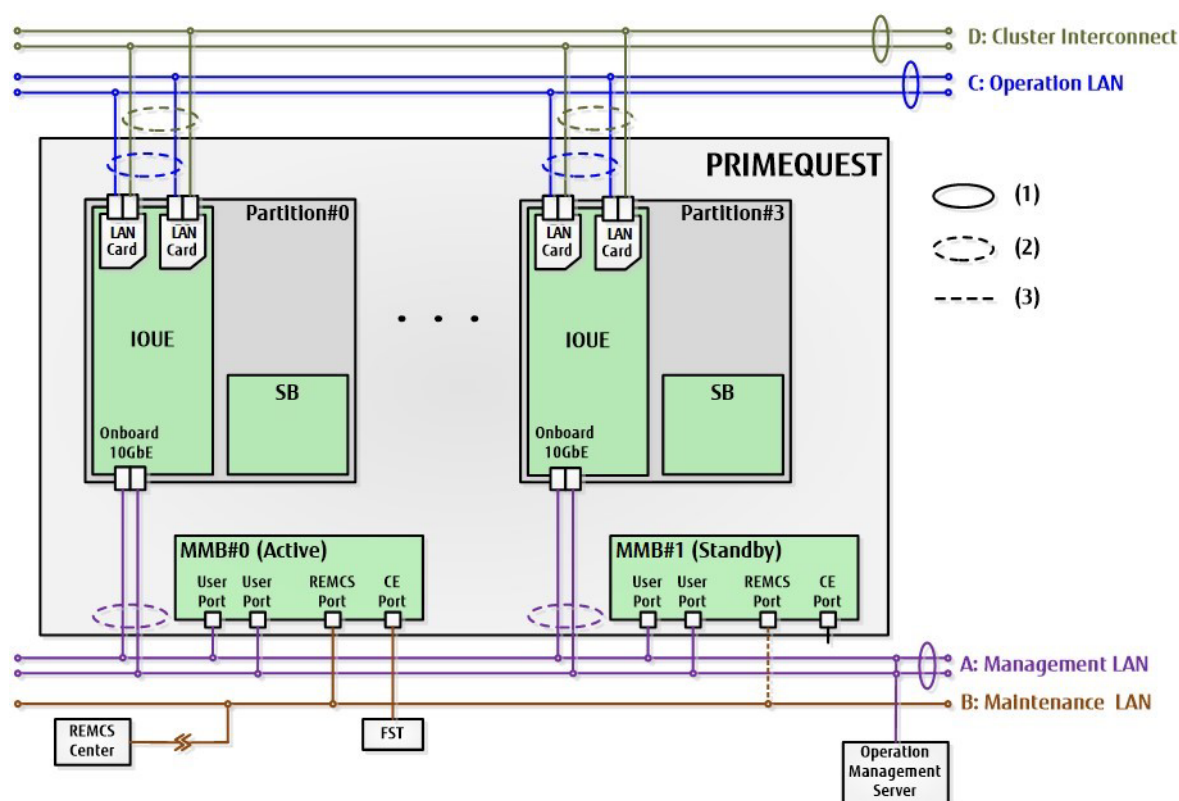 D: Cluster Interconnect
C: Operation LAN
PRIMEQUEST
(1)
(2)
(3)
Partition#0
LAN
Card
LAN
Card
IOUE
SB
Onboard
10GbE
. . .
Partition#3
LAN
Card
LAN
Card
IOUE
SB
Onboard
10GbE
MMB#0 (Active)
User
Port
User
Port
REMCS
Port
CE
Port
MMB#1 (Standby)
User
Port
User
Port
REMCS
Port
CE
Port
A: Management LAN
B: Maintenance LAN
REMCS
Center
FST
Operation
Management
Server